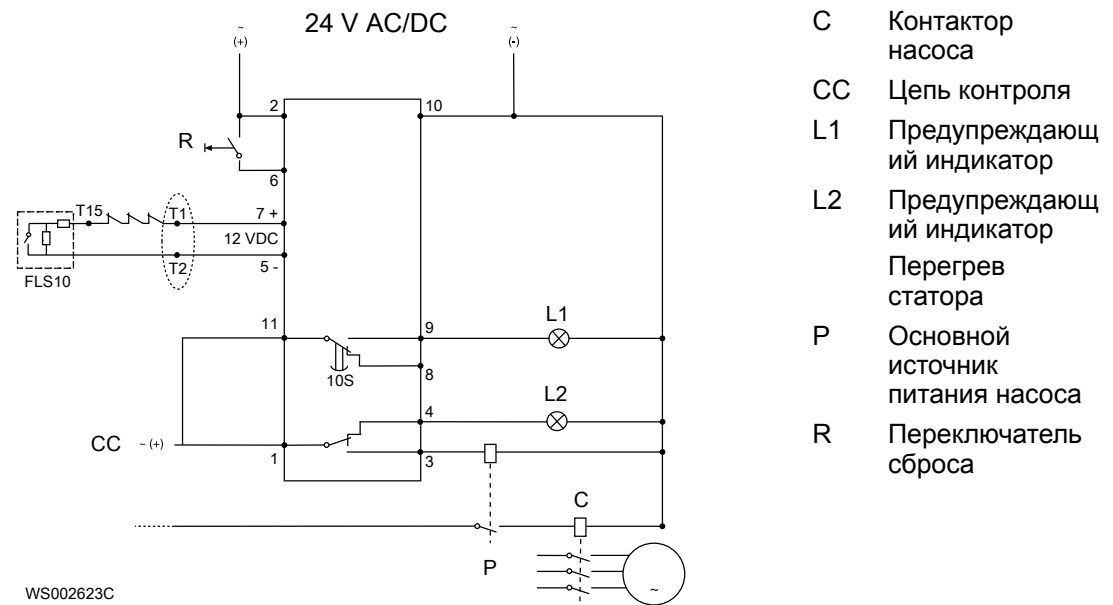 24 V AC/DC
~
(+)
~
(-)
2
10
R
6
T15
T1
7 +
12 VDC
T2
5 -
FLS10
11
9
L1
10S
8
4
L2
CC ~ (+)
1
3
C
P
~
WS002623C
C Контактор
насоса
CC Цепь контроля
L1 Предупреждающ
ий индикатор
L2 Предупреждающ
ий индикатор
Перегрев
статора
P Основной
источник
питания насоса
R Переключатель
сброса